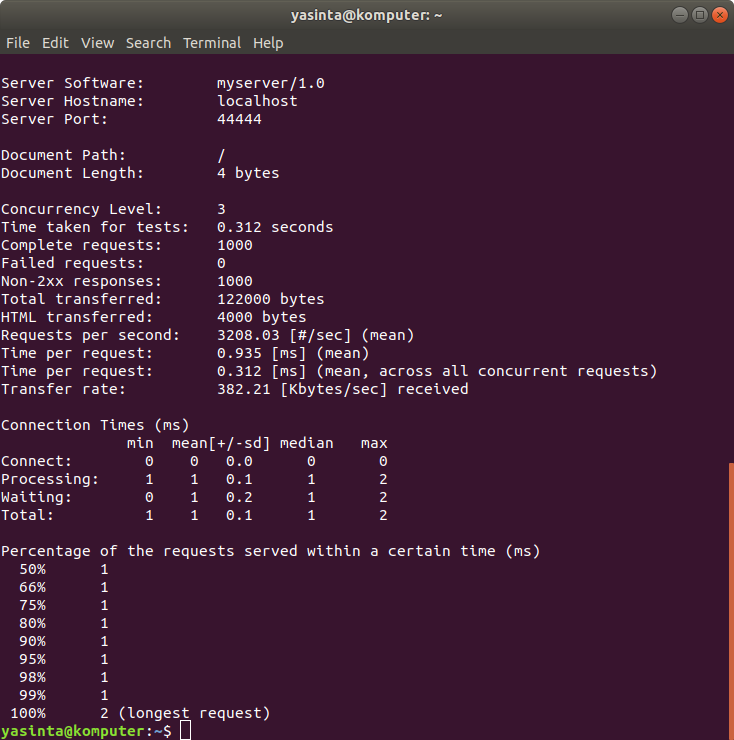 yasinta@komputer: ~
File Edit View Search Terminal Help
Server Software: myserver/1.0
Server Hostname: localhost
Server Port: 44444
Document Path: /
Document Length: 4 bytes
Concurrency Level: 3
Time taken for tests: 0.312 seconds
Complete requests: 1000
Failed requests: 0
Non-2xx responses: 1000
Total transferred: 122000 bytes
HTML transferred: 4000 bytes
Requests per second: 3208.03 [#/sec] (mean)
Time per request: 0.935 [ms] (mean)
Time per request: 0.312 [ms] (mean, across all concurrent requests)
Transfer rate: 382.21 [Kbytes/sec] received
Connection Times (ms)
min mean[+/-sd] median max
Connect: 0 0 0.0 0 0
Processing: 1 1 0.1 1 2
Waiting: 0 1 0.2 1 2
Total: 1 1 0.1 1 2
Percentage of the requests served within a certain time (ms)
50% 1
66% 1
75% 1
80% 1
90% 1
95% 1
98% 1
99% 1
100% 2 (longest request)
yasinta@komputer:~$